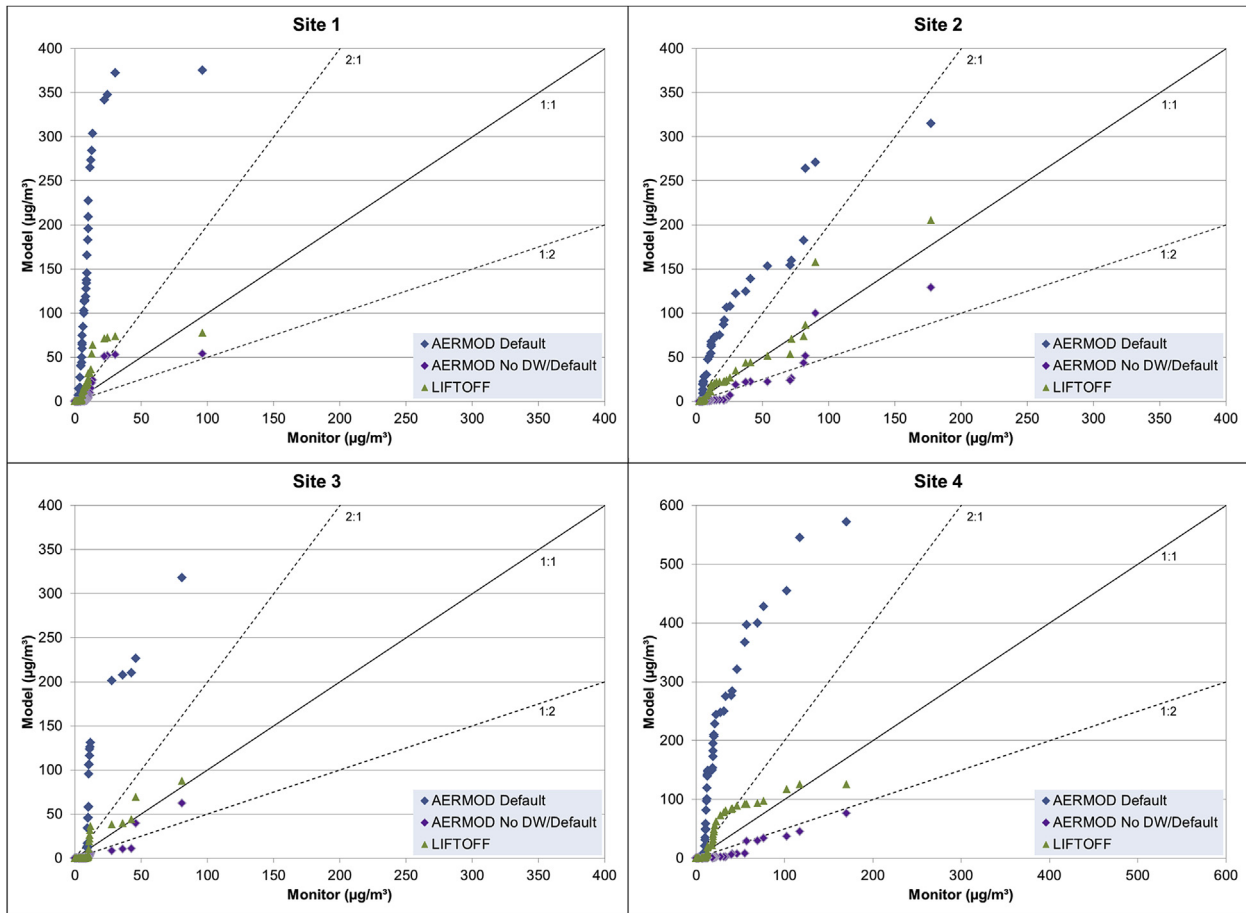 Site 1
400
350
300
250
200
150
100
50
0
Model (µg/m³)
2:1
1:1
1:2
AERMOD Default
AERMOD No DW/Default
LIFTOFF
0 50 100 150 200 250 300 350 400
Monitor (µg/m³)
Site 2
400
350
300
250
200
150
100
50
0
Model (µg/m³)
2:1
1:1
1:2
AERMOD Default
AERMOD No DW/Default
LIFTOFF
0 50 100 150 200 250 300 350 400
Monitor (µg/m³)
Site 3
400
350
300
250
200
150
100
50
0
Model (µg/m³)
2:1
1:1
1:2
AERMOD Default
AERMOD No DW/Default
LIFTOFF
0 50 100 150 200 250 300 350 400
Monitor (µg/m³)
Site 4
600
500
400
300
200
100
0
Model (µg/m³)
2:1
1:1
1:2
AERMOD Default
AERMOD No DW/Default
LIFTOFF
0 100 200 300 400 500 600
Monitor (µg/m³)